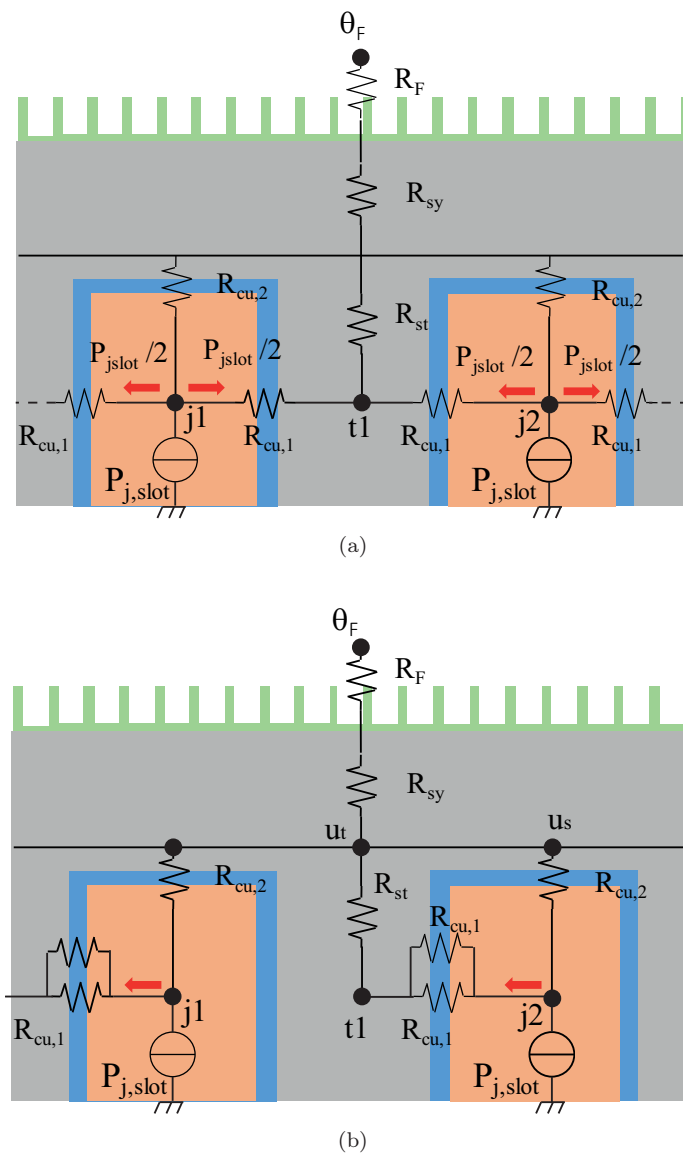 θF
RF
Rsy
Rcu,2
Rst
Rcu,2
Pjslot /2
Pjslot /2
Pjslot /2
Pjslot /2
j1
t1
j2
Rcu,1
Rcu,1
Rcu,1
Rcu,1
Pj,slot
Pj,slot
(a)
θF
RF
Rsy
ut
us
Rcu,2
Rst
Rcu,2
Rcu,1
j1
t1
j2
Rcu,1
Rcu,1
Pj,slot
Pj,slot
(b)